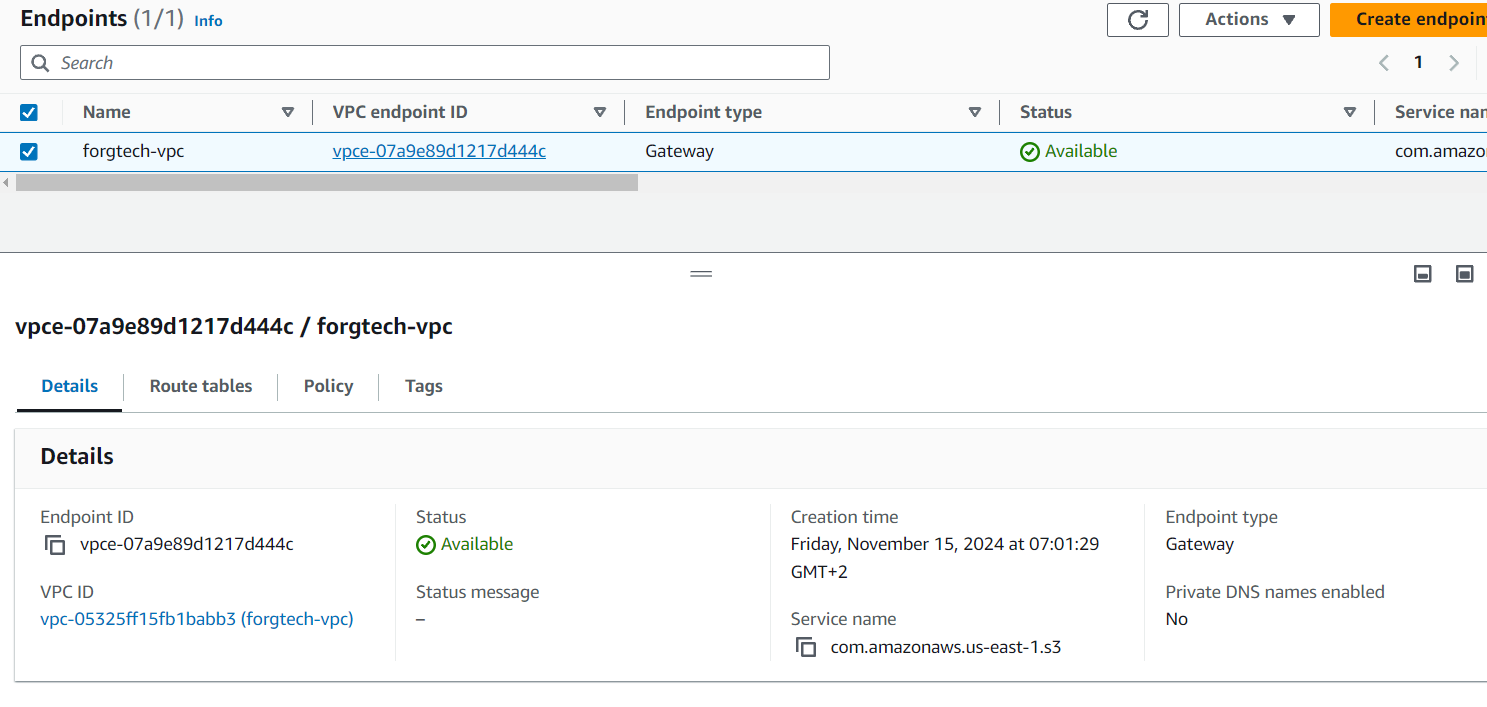 Endpoints (1/1) Info
Actions
Create endpoin
Search
1
Name VPC endpoint ID Endpoint type Status Service nam
forgtech-vpc vpce-07a9e89d1217d444c Gateway Available com.amazo
vpce-07a9e89d1217d444c / forgtech-vpc
Details Route tables Policy Tags
Details
Endpoint ID
vpce-07a9e89d1217d444c
VPC ID
vpc-05325ff15fb1babb3 (forgtech-vpc)
Status
Available
Status message
–
Creation time
Friday, November 15, 2024 at 07:01:29
GMT+2
Service name
com.amazonaws.us-east-1.s3
Endpoint type
Gateway
Private DNS names enabled
No